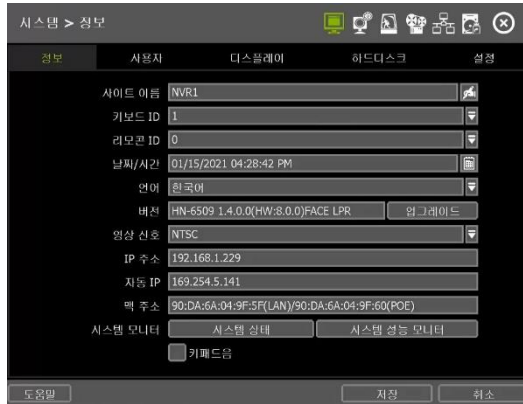 시스템 > 정보
정보 사용자 디스플레이 하드디스크 설정
사이트 이름 NVR1
키보드 ID 1
리모콘 ID 0
날짜/시간 01/15/2021 04:28:42 PM
언어 한국어
버전 HN-6509 1.4.0.0(HW:8.0.0)FACE LPR 업그레이드
영상 신호 NTSC
IP 주소 192.168.1.229
자동 IP 169.254.5.141
맥 주소 90:DA:6A:04:9F:5F(LAN)/90:DA:6A:04:9F:60(POE)
시스템 모니터 시스템 상태 시스템 성능 모니터
키패드음
도움말 저장 취소